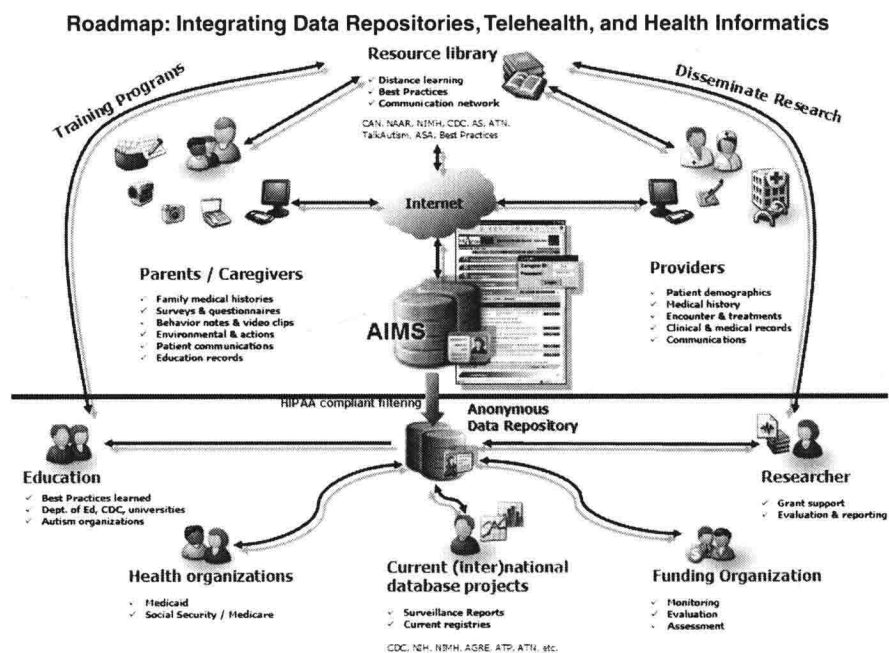 Roadmap: Integrating Data Repositories, Telehealth, and Health Informatics
Resource library
✓ Distance learning
✓ Best Practices
✓ Communication network
CAN, NAAR, NIMH, CDC, AS, ATN,
TalkAutism, ASA, Best Practices
Training Programs
Disseminate Research
Internet
Parents / Caregivers
✓ Family medical histories
✓ Surveys & questionnaires
✓ Behavior notes & video clips
✓ Environmental & actions
✓ Patient communications
✓ Education records
AIMS
Providers
✓ Patient demographics
✓ Medical history
✓ Encounter & treatments
✓ Clinical & medical records
✓ Communications
HIPAA compliant filtering
Anonymous
Data Repository
Education
✓ Best Practices learned
✓ Dept. of Ed, CDC, universities
✓ Autism organizations
Researcher
✓ Grant support
✓ Evaluation & reporting
Health organizations
✓ Medicaid
✓ Social Security / Medicare
Current (inter)national
database projects
✓ Surveillance Reports
✓ Current registries
CDC, NIH, NIMH, AGRE, ATP, ATN, etc.
Funding Organization
✓ Monitoring
✓ Evaluation
✓ Assessment